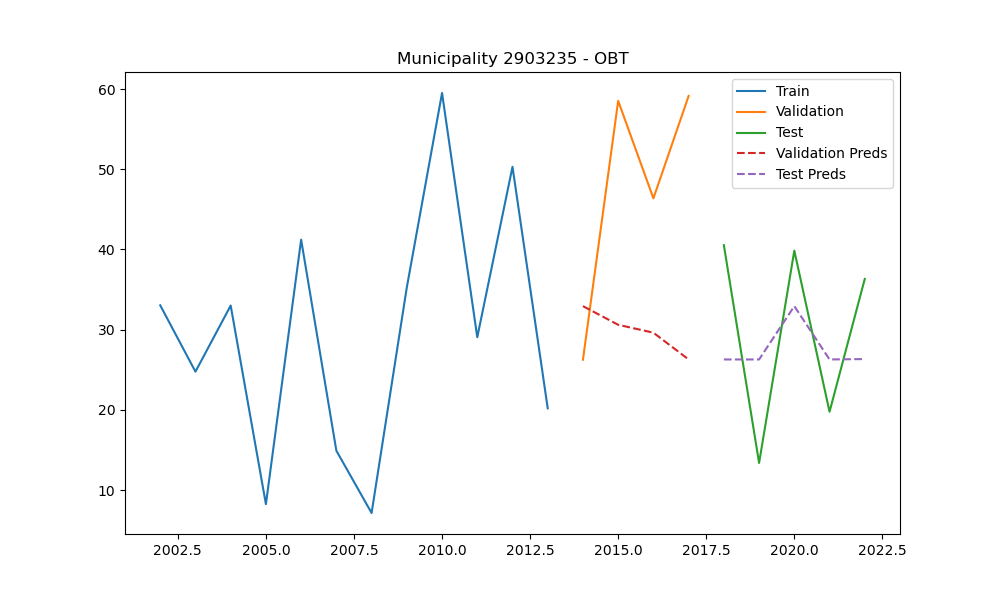 Municipality 2903235 - OBT
Train
Validation
Test
Validation Preds
Test Preds
60
50
40
30
20
10
2002.5 2005.0 2007.5 2010.0 2012.5 2015.0 2017.5 2020.0 2022.5